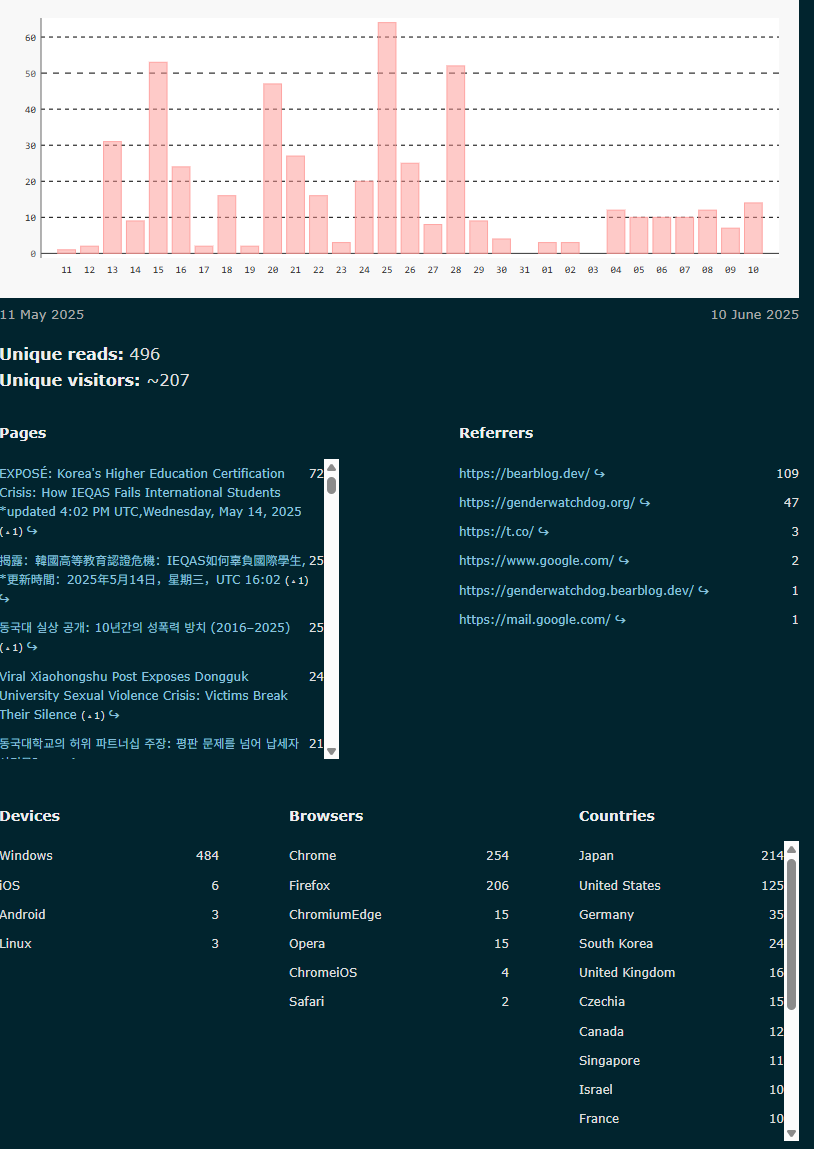 60
50
40
30
20
10
0
11 12 13 14 15 16 17 18 19 20 21 22 23 24 25 26 27 28 29 30 31 01 02 03 04 05 06 07 08 09 10
11 May 2025 10 June 2025
Unique reads: 496
Unique visitors: ~207
Pages
EXPOSÉ: Korea's Higher Education Certification 72
Crisis: How IEQAS Fails International Students
*updated 4:02 PM UTC,Wednesday, May 14, 2025
(▴1) ↪
揭露：韓國高等教育認證危機：IEQAS如何辜負國際學生, 25
*更新時間：2025年5月14日，星期三，UTC 16:02 (▴1)
↪
동국대 실상 공개: 10년간의 성폭력 방치 (2016–2025) 25
(▴1) ↪
Viral Xiaohongshu Post Exposes Dongguk 24
University Sexual Violence Crisis: Victims Break
Their Silence (▴1) ↪
동국대학교의 허위 파트너십 주장: 평판 문제를 넘어 납세자 21
Referrers
https://bearblog.dev/ ↪ 109
https://genderwatchdog.org/ ↪ 47
https://t.co/ ↪ 3
https://www.google.com/ ↪ 2
https://genderwatchdog.bearblog.dev/ ↪ 1
https://mail.google.com/ ↪ 1
Devices
Windows 484
iOS 6
Android 3
Linux 3
Browsers
Chrome 254
Firefox 206
ChromiumEdge 15
Opera 15
ChromeiOS 4
Safari 2
Countries
Japan 214
United States 125
Germany 35
South Korea 24
United Kingdom 16
Czechia 15
Canada 12
Singapore 11
Israel 10
France 10